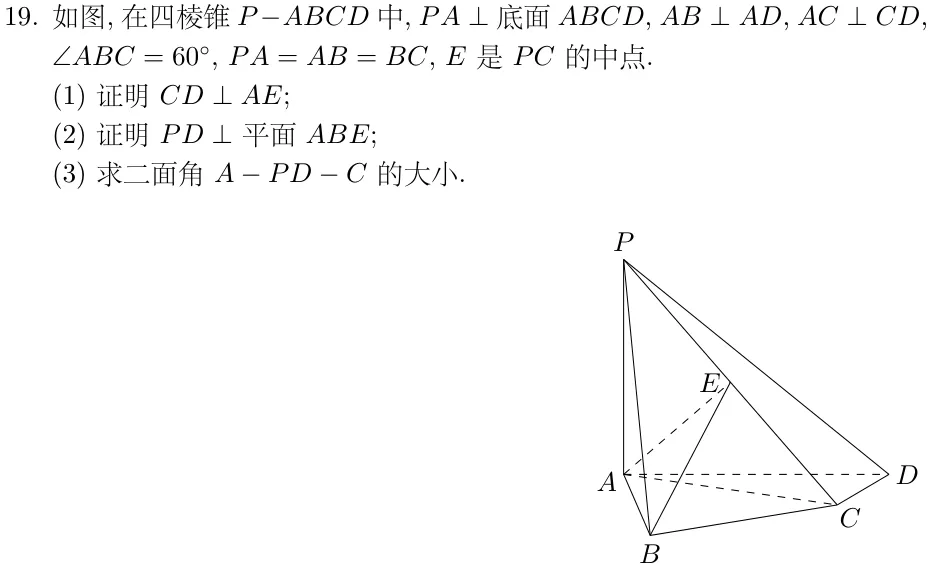 19. 如图, 在四棱锥 P−ABCD 中, PA ⊥ 底面 ABCD, AB ⊥ AD, AC ⊥ CD,
∠ABC = 60°, PA = AB = BC, E 是 PC 的中点.
(1) 证明 CD ⊥ AE;
(2) 证明 PD ⊥ 平面 ABE;
(3) 求二面角 A − PD − C 的大小.
P
E
A
D
C
B